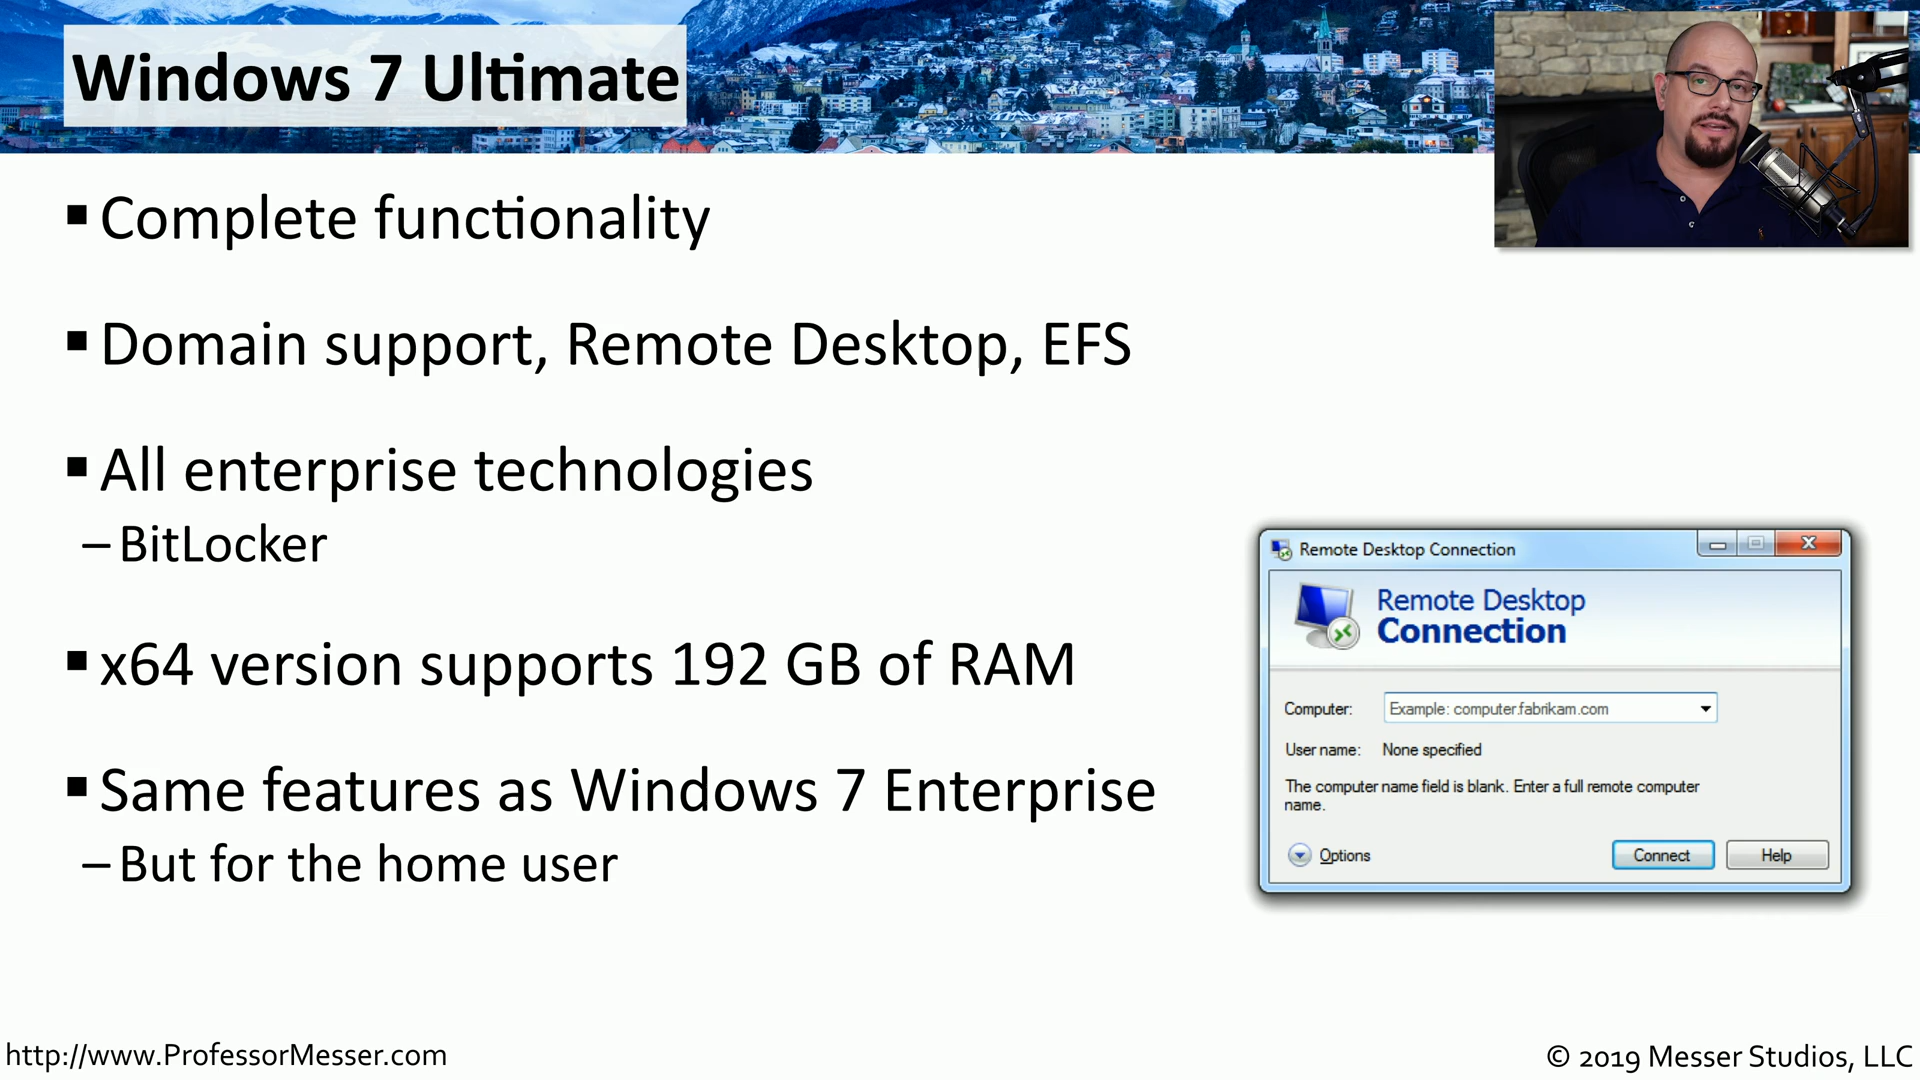 Windows 7 Ultimate
▪ Complete functionality
▪ Domain support, Remote Desktop, EFS
▪ All enterprise technologies
– BitLocker
▪ x64 version supports 192 GB of RAM
▪ Same features as Windows 7 Enterprise
– But for the home user
Remote Desktop Connection
Remote Desktop
Connection
Computer: Example: computer.fabrikam.com
User name: None specified
The computer name field is blank. Enter a full remote computer
name.
Options Connect Help
http://www.ProfessorMesser.com
© 2019 Messer Studios, LLC